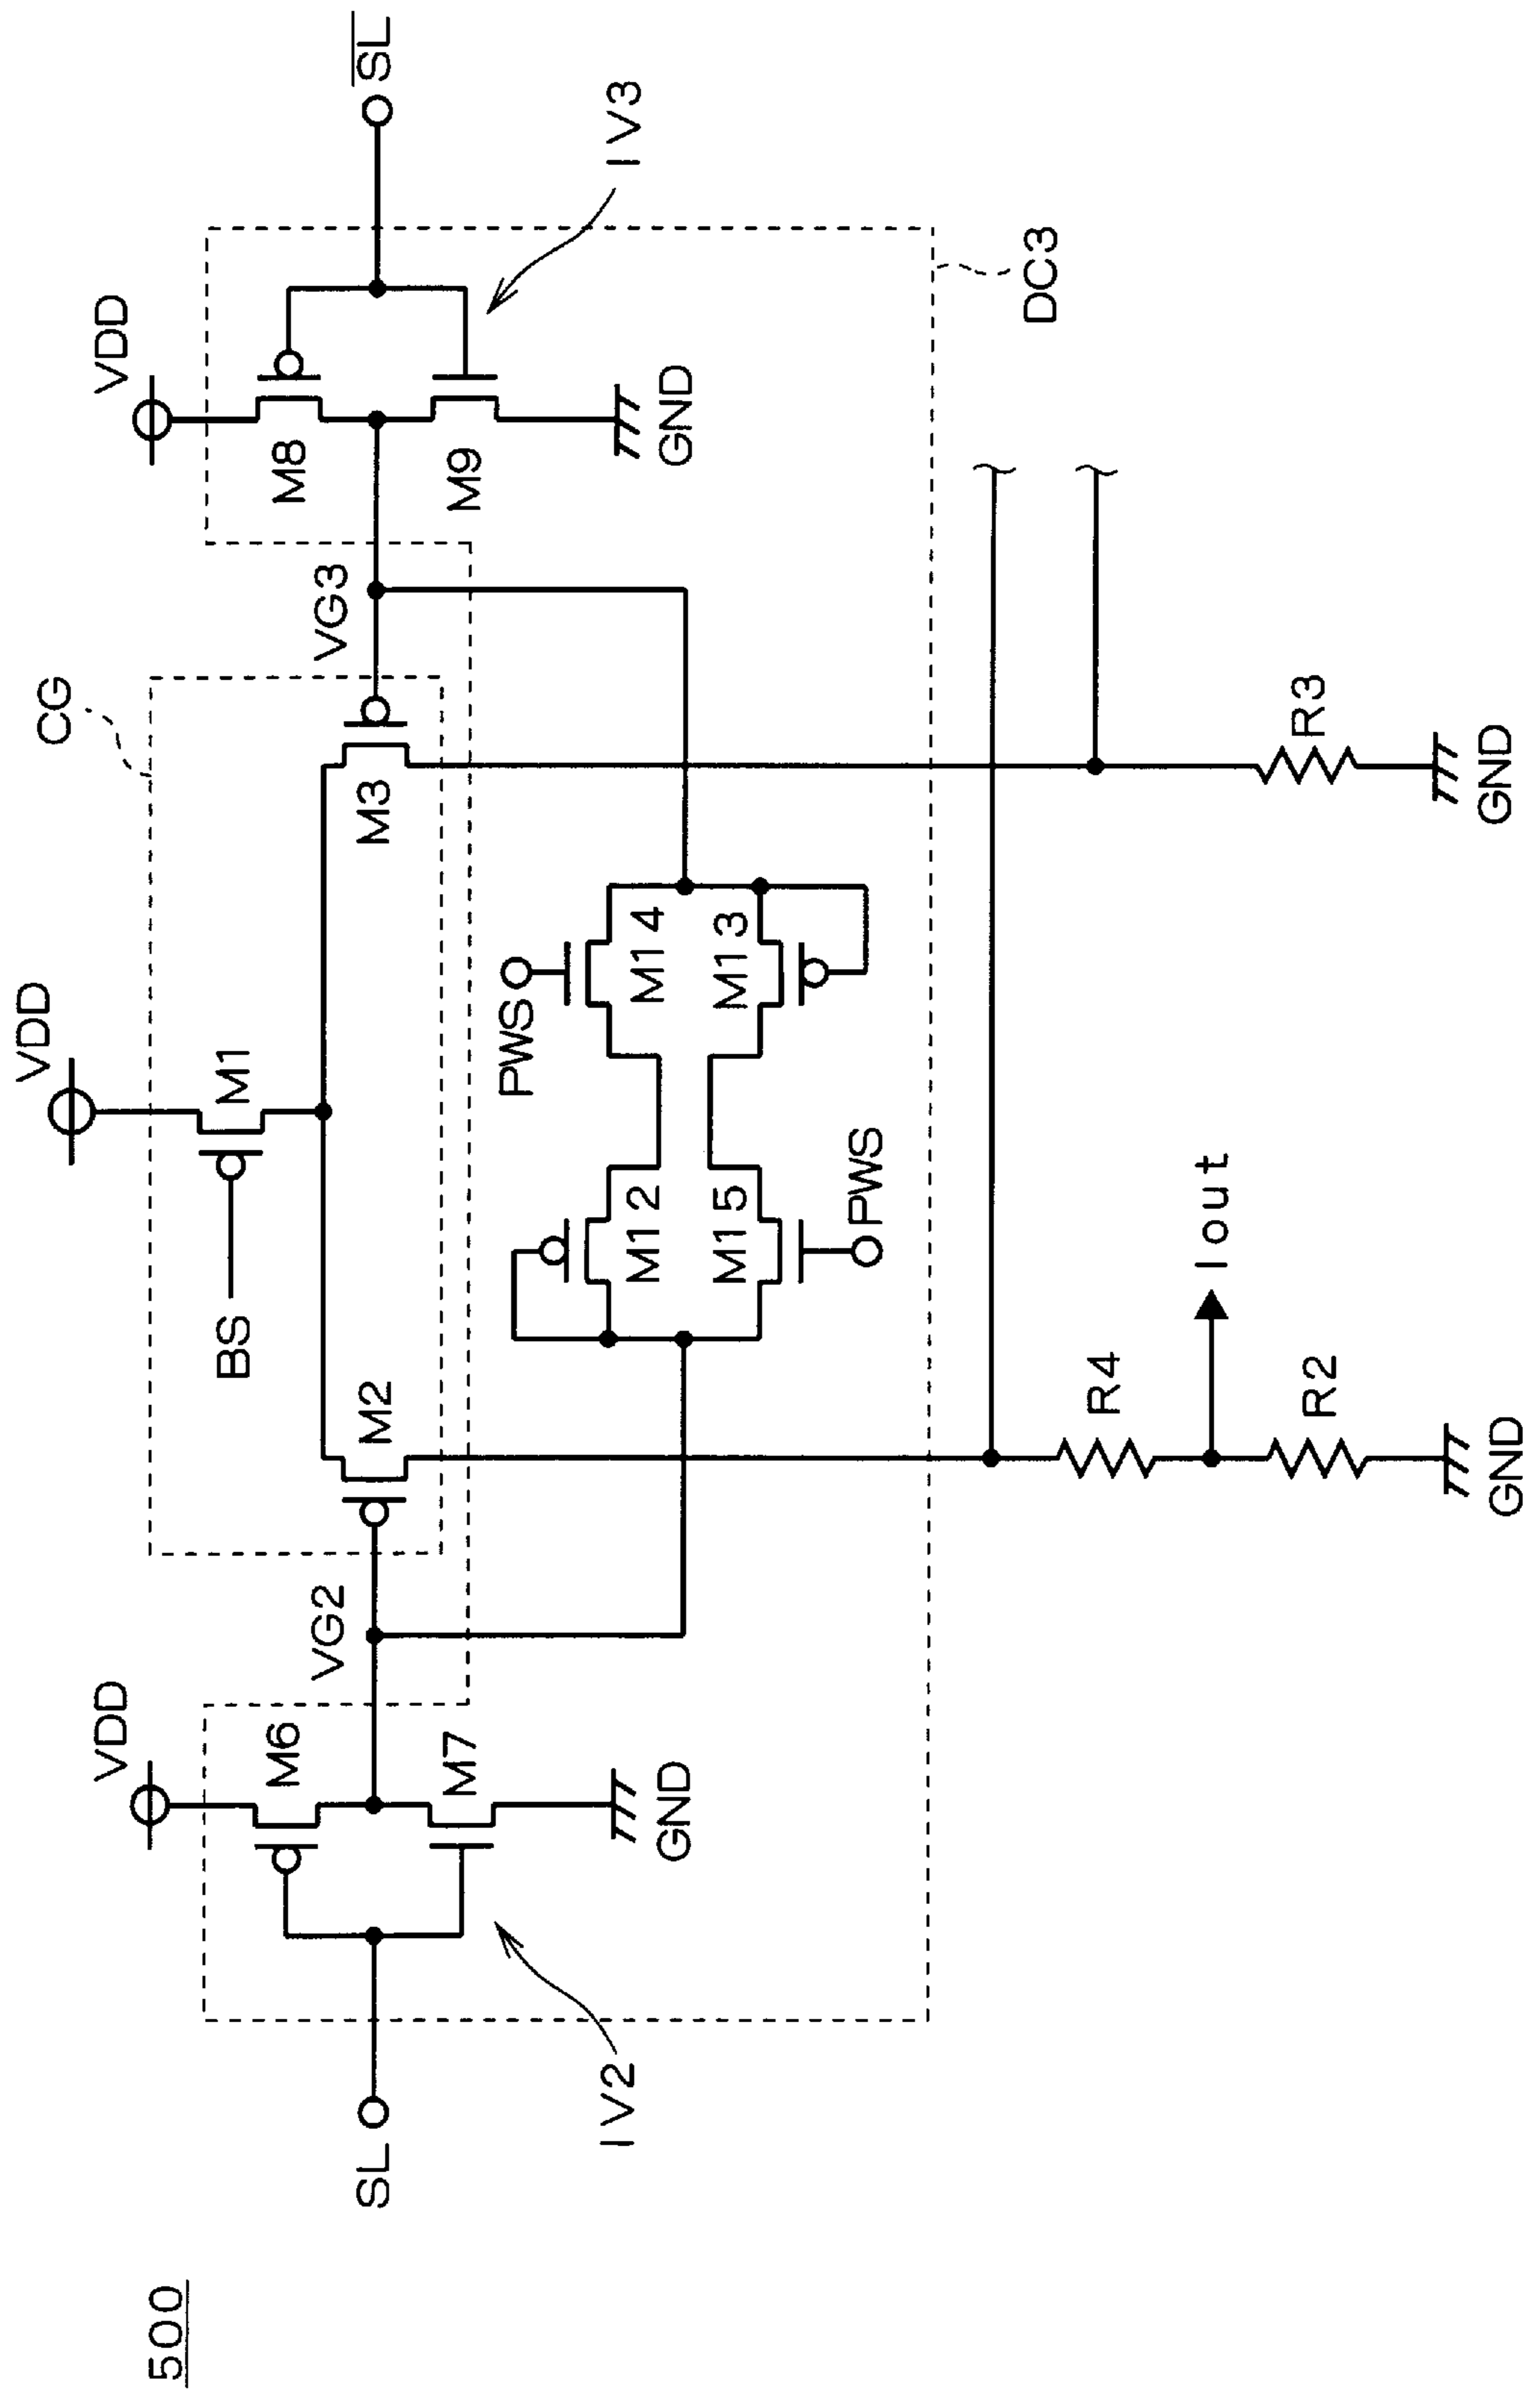 500
VDD
CG
BS
M1
VDD
VDD
M6
VG2
M2
M3
VG3
M8
SL
SL
M7
M9
PWS
GND
GND
IV2
M12
M14
IV3
M15
M13
PWS
DC3
R4
Iout
R2
R3
GND
GND